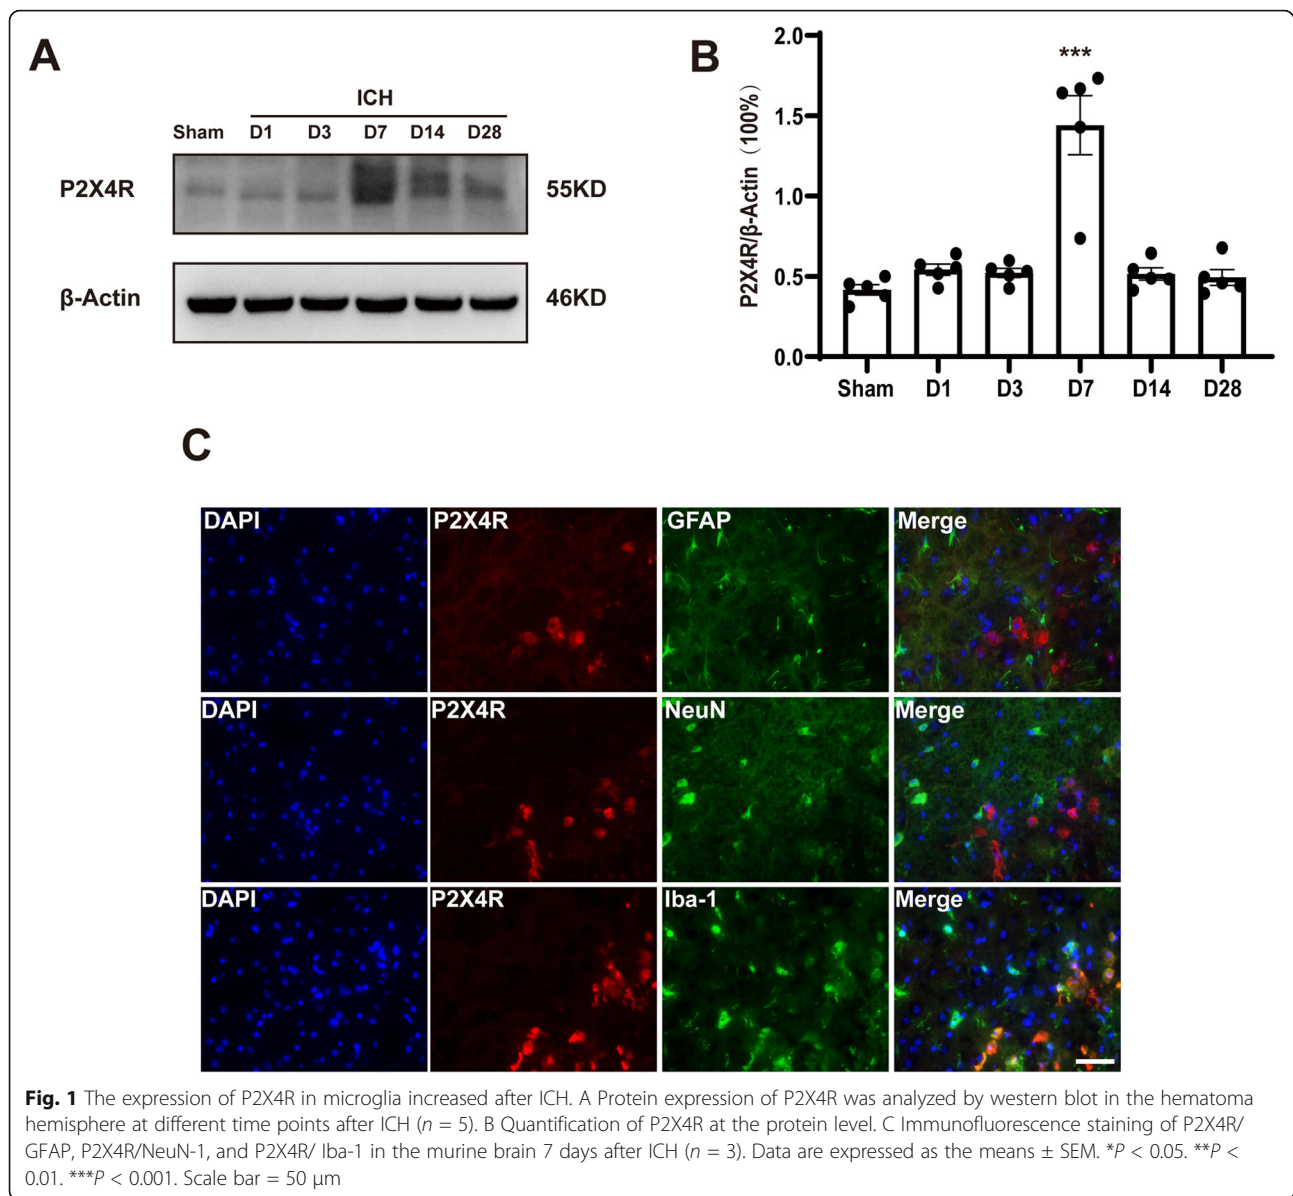 A
ICH
Sham D1 D3 D7 D14 D28
P2X4R 55KD
β-Actin 46KD
B
P2X4R/β-Actin (100%)
2.0
1.5
1.0
0.5
0.0
***
Sham D1 D3 D7 D14 D28
C
DAPI P2X4R GFAP Merge
DAPI P2X4R NeuN Merge
DAPI P2X4R Iba-1 Merge
Fig. 1 The expression of P2X4R in microglia increased after ICH. A Protein expression of P2X4R was analyzed by western blot in the hematoma
hemisphere at different time points after ICH (n = 5). B Quantification of P2X4R at the protein level. C Immunofluorescence staining of P2X4R/
GFAP, P2X4R/NeuN-1, and P2X4R/ Iba-1 in the murine brain 7 days after ICH (n = 3). Data are expressed as the means ± SEM. *P < 0.05. **P <
0.01. ***P < 0.001. Scale bar = 50 μm